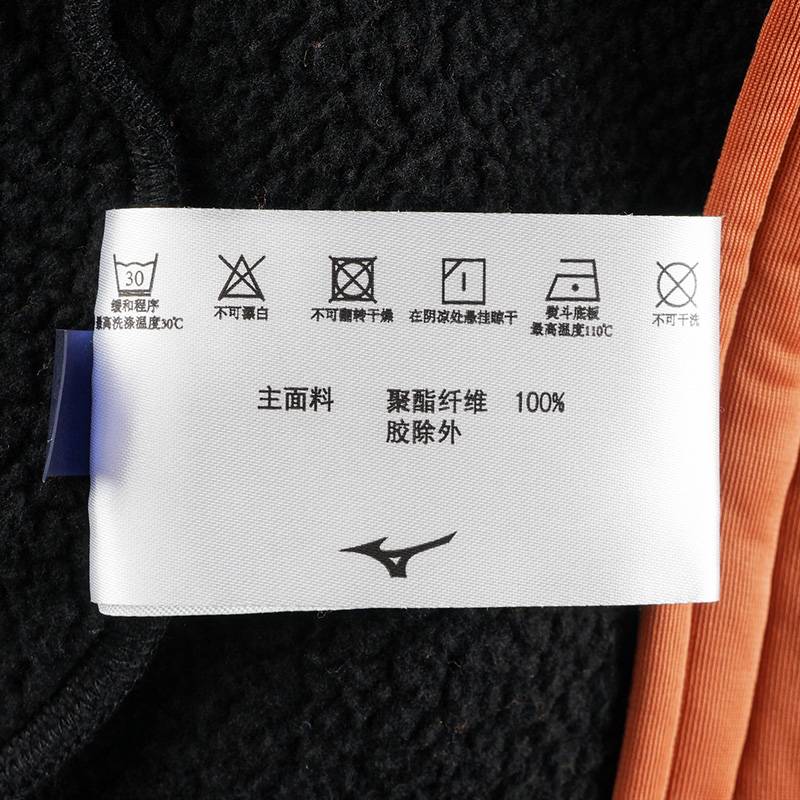 30
缓和程序
最高洗涤温度30℃
不可漂白
不可翻转干燥
在阴凉处悬挂晾干
熨斗底板
最高温度110℃
不可干洗
主面料 聚酯纤维 100%
胶除外